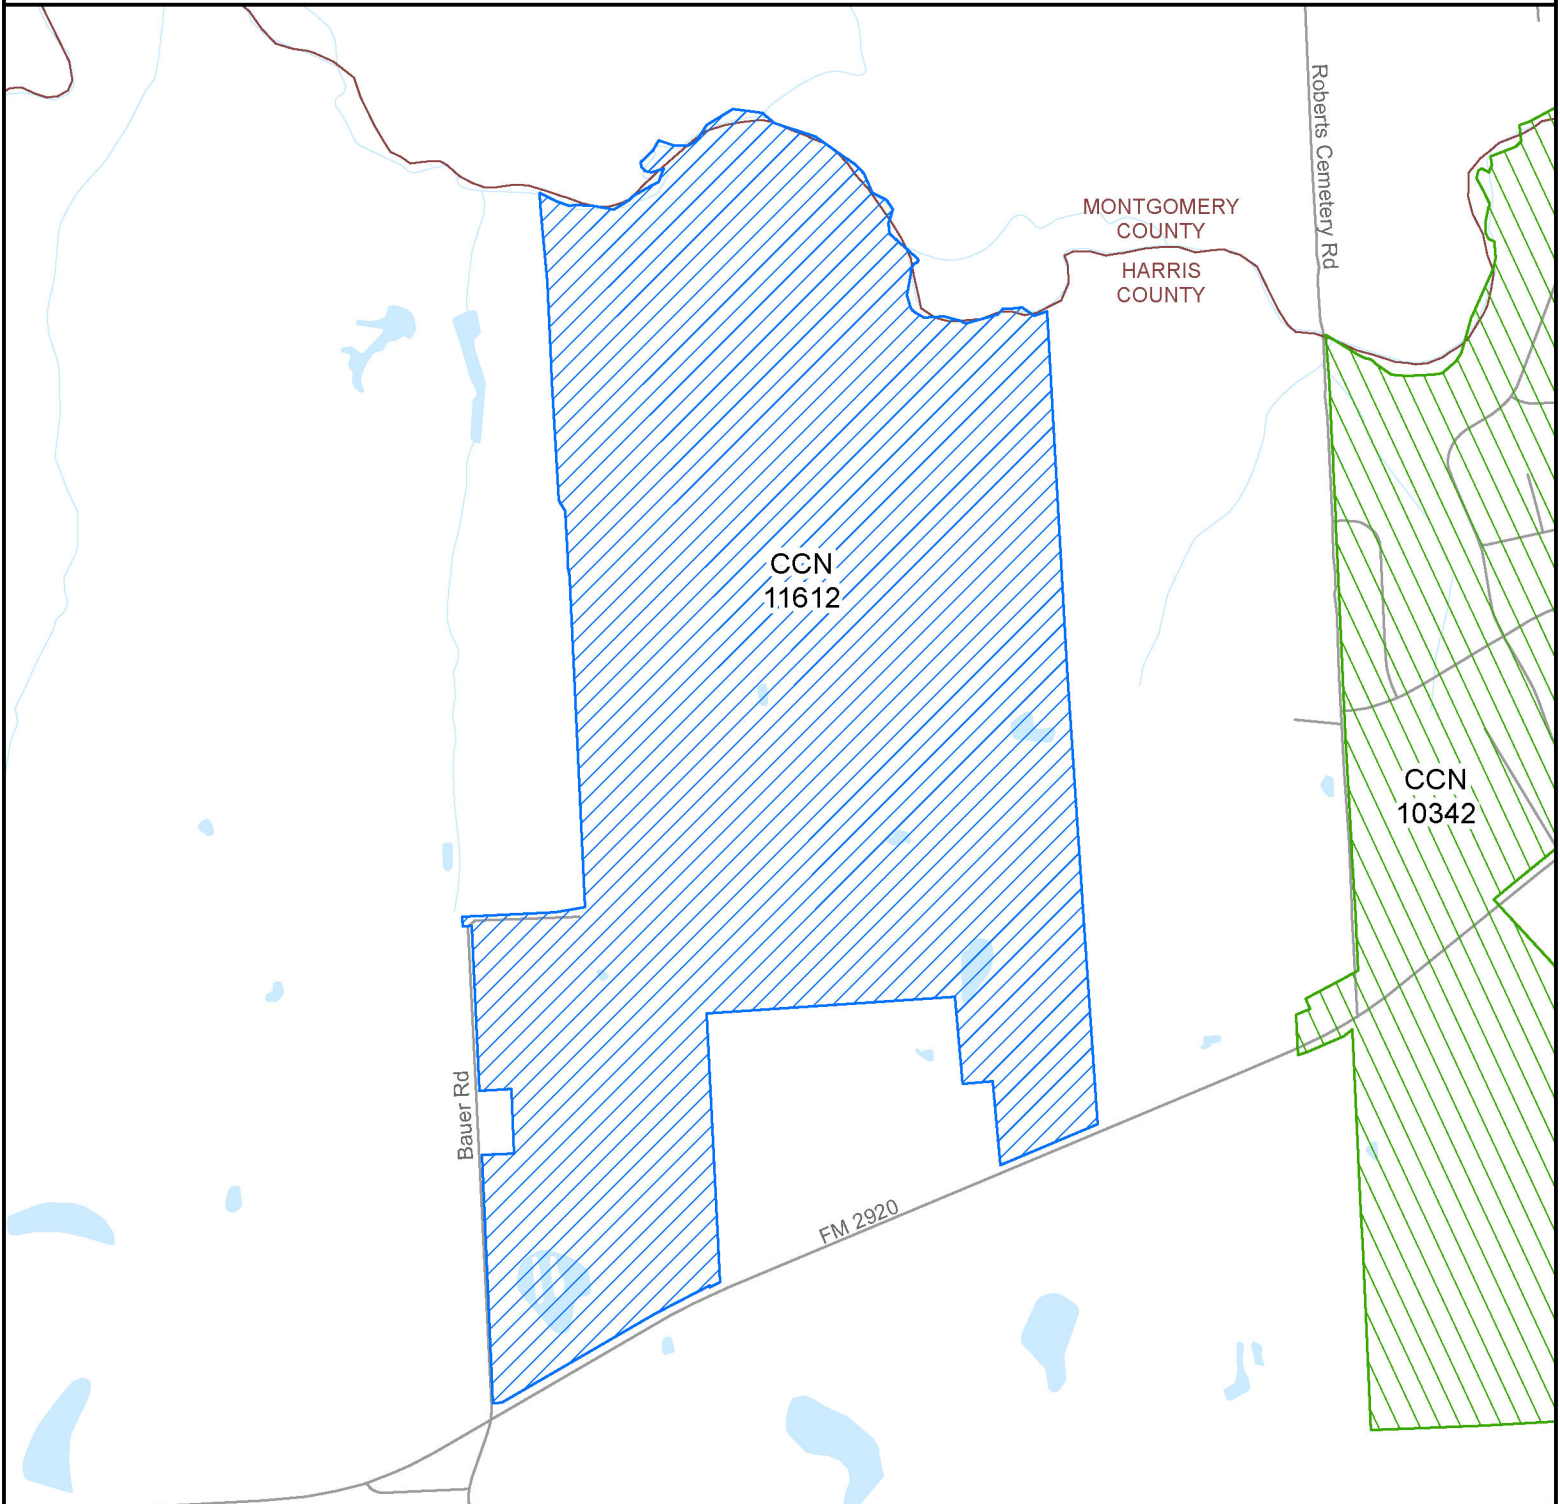 Roberts Cemetery Rd
MONTGOMERY
COUNTY
HARRIS
COUNTY
CCN
11612
CCN
10342
Bauer Rd
FM 2920